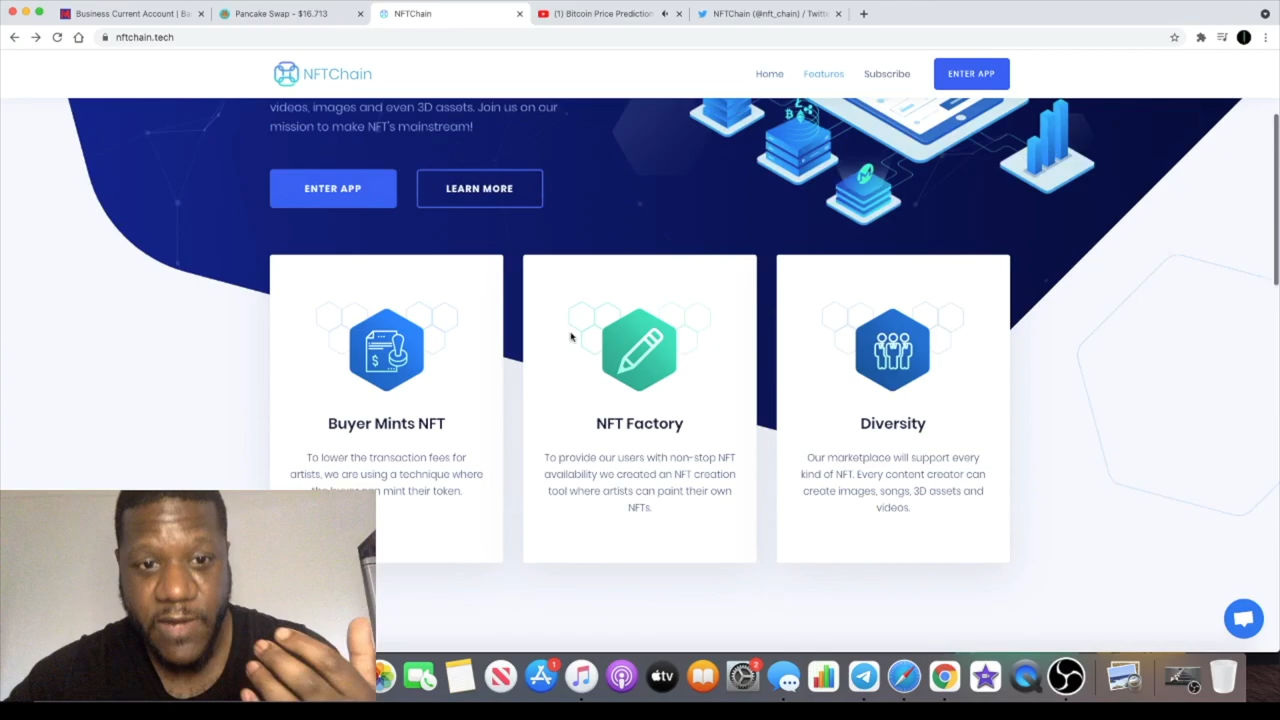 Business Current Account | Ba
Pancake Swap - $16.713
NFTChain
(1) Bitcoin Price Prediction
NFTChain (@nft_chain) / Twitte
nftchain.tech
NFTChain
Home
Features
Subscribe
ENTER APP
videos, images and even 3D assets. Join us on our
mission to make NFT's mainstream!
ENTER APP
LEARN MORE
Buyer Mints NFT
To lower the transaction fees for
artists, we are using a technique where
mint their token.
NFT Factory
To provide our users with non-stop NFT
availability we created an NFT creation
tool where artists can paint their own
NFTs.
Diversity
Our marketplace will support every
kind of NFT. Every content creator can
create images, songs, 3D assets and
videos.
1
tv
2